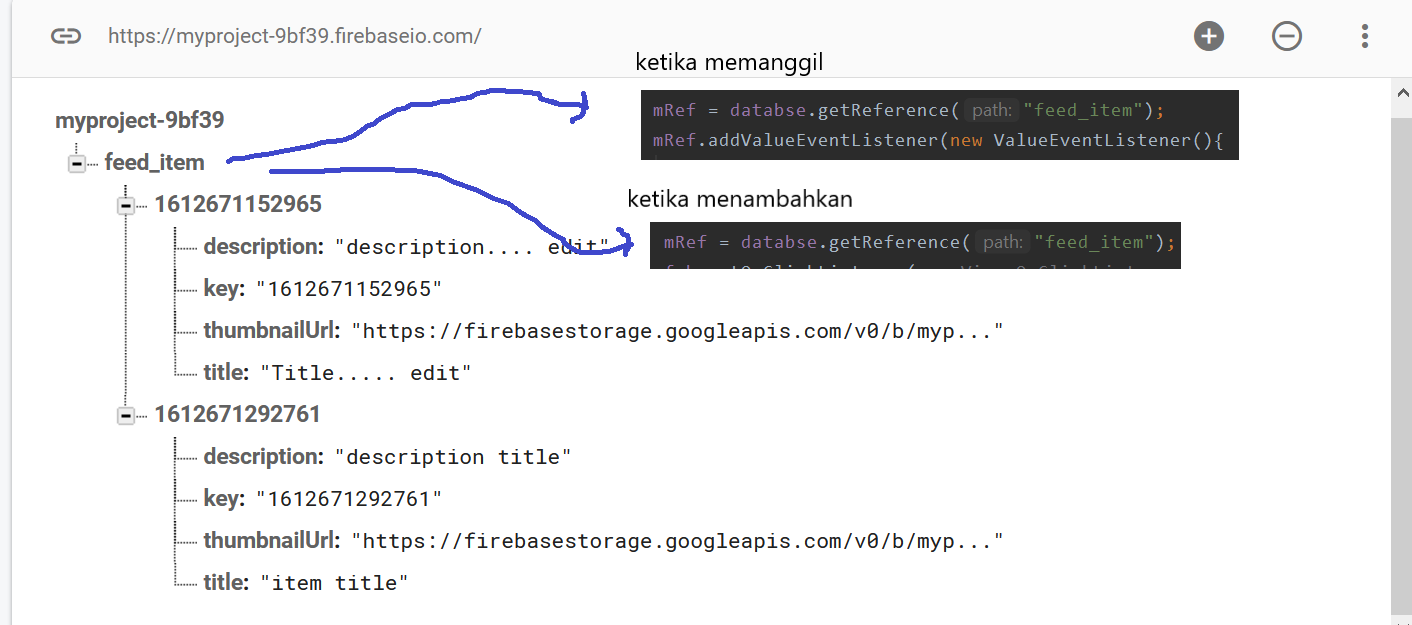 https://myproject-9bf39.firebaseio.com/
ketika memanggil
mRef = databse.getReference( path: "feed_item");
mRef.addValueEventListener(new ValueEventListener(){
myproject-9bf39
feed_item
ketika menambahkan
mRef = databse.getReference( path: "feed_item");
1612671152965
description: "description.... edit"
key: "1612671152965"
thumbnailUrl: "https://firebasestorage.googleapis.com/v0/b/myp..."
title: "Title..... edit"
1612671292761
description: "description title"
key: "1612671292761"
thumbnailUrl: "https://firebasestorage.googleapis.com/v0/b/myp..."
title: "item title"